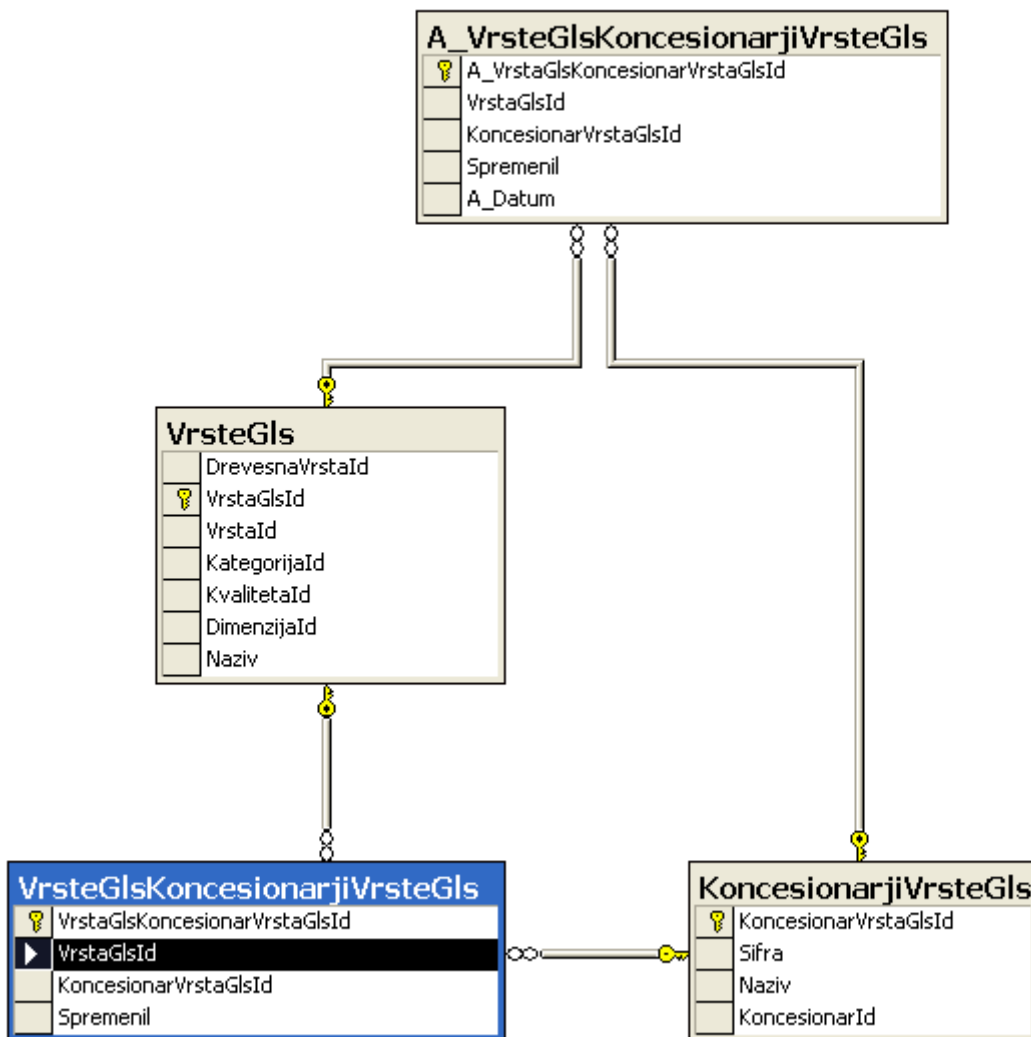 A_VrsteGlsKoncesionarjiVrsteGls
A_VrstaGlsKoncesionarVrstaGlsId
VrstaGlsId
KoncesionarVrstaGlsId
Spremenil
A_Datum
VrsteGls
DrevesnaVrstaId
VrstaGlsId
VrstaId
KategorijaId
KvalitetaId
DimenzijaId
Naziv
VrsteGlsKoncesionarjiVrsteGls
VrstaGlsKoncesionarVrstaGlsId
VrstaGlsId
KoncesionarVrstaGlsId
Spremenil
KoncesionarjiVrsteGls
KoncesionarVrstaGlsId
Sifra
Naziv
KoncesionarId